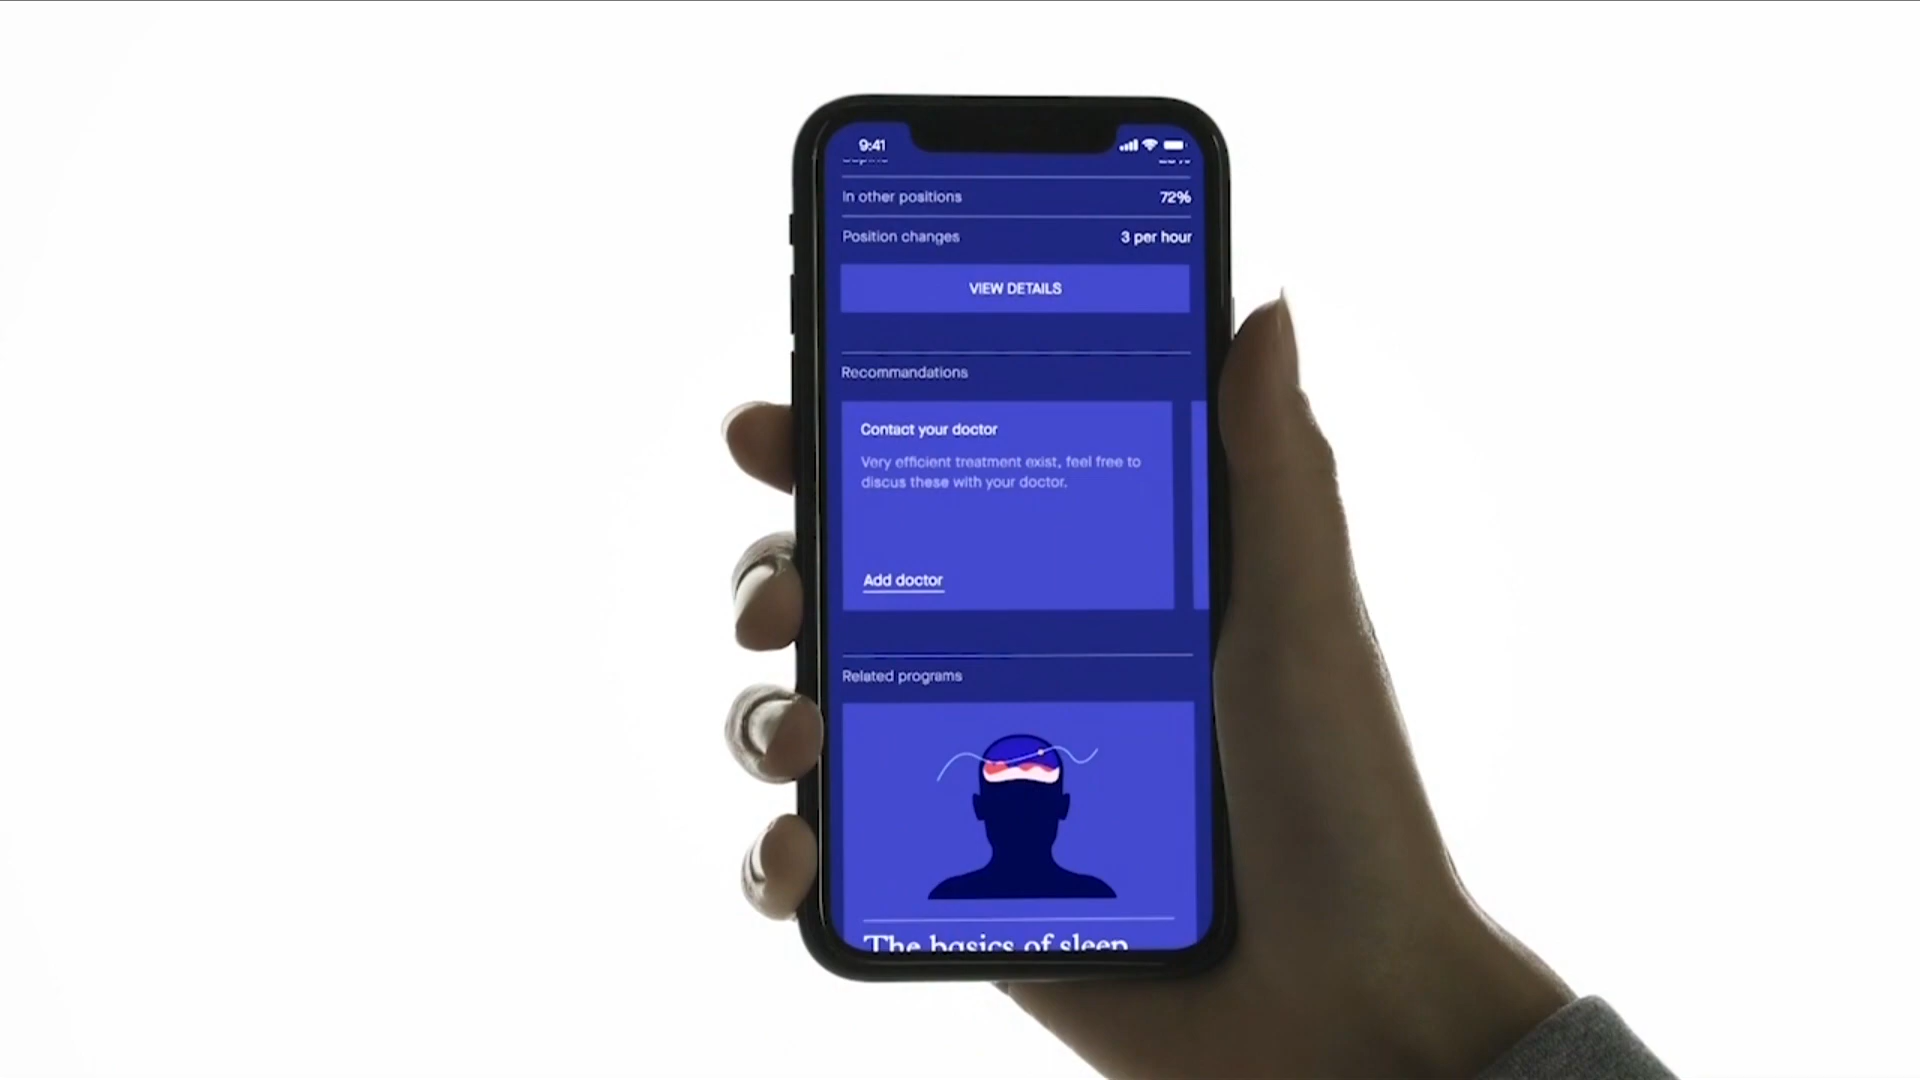 9:41
In other positions 72%
Position changes 3 per hour
VIEW DETAILS
Recommandations
Contact your doctor
Very efficient treatment exist, feel free to
discus these with your doctor.
Add doctor
Related programs
The basics of sleep